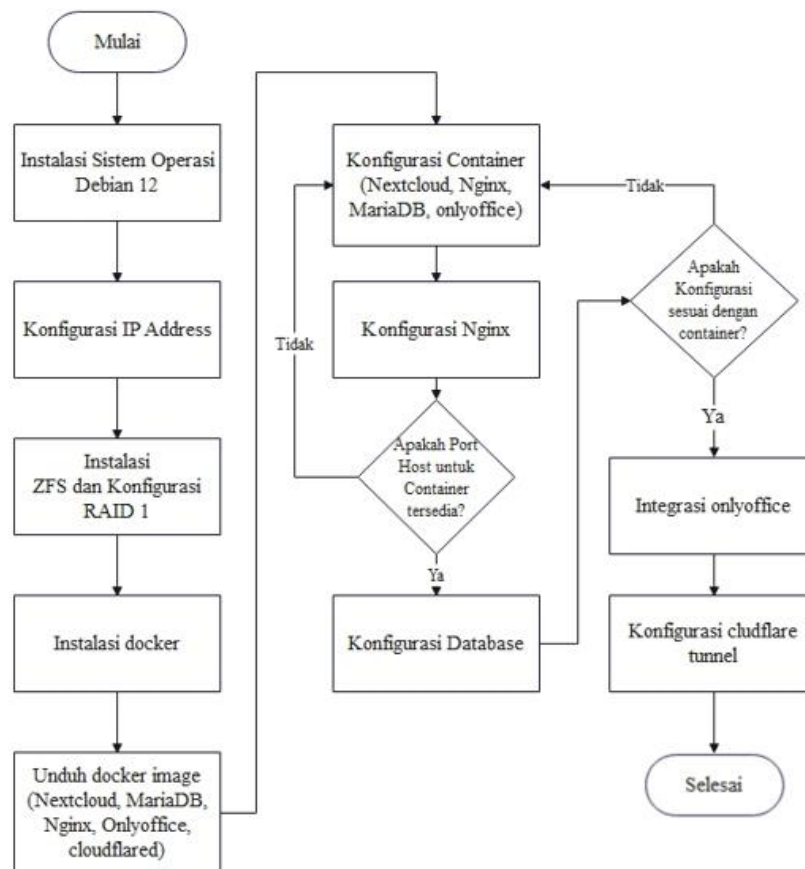 Mulai
Instalasi Sistem Operasi
Debian 12
Konfigurasi IP Address
Instalasi
ZFS dan Konfigurasi
RAID 1
Instalasi docker
Unduh docker image
(Nextcloud, MariaDB,
Nginx, Onlyoffice,
cloudflared)
Konfigurasi Container
(Nextcloud, Nginx,
MariaDB, onlyoffice)
Konfigurasi Nginx
Tidak
Apakah Port
Host untuk
Container
tersedia?
Ya
Konfigurasi Database
Tidak
Apakah
Konfigurasi
sesuai dengan
container?
Ya
Integrasi onlyoffice
Konfigurasi cludflare
tunnel
Selesai